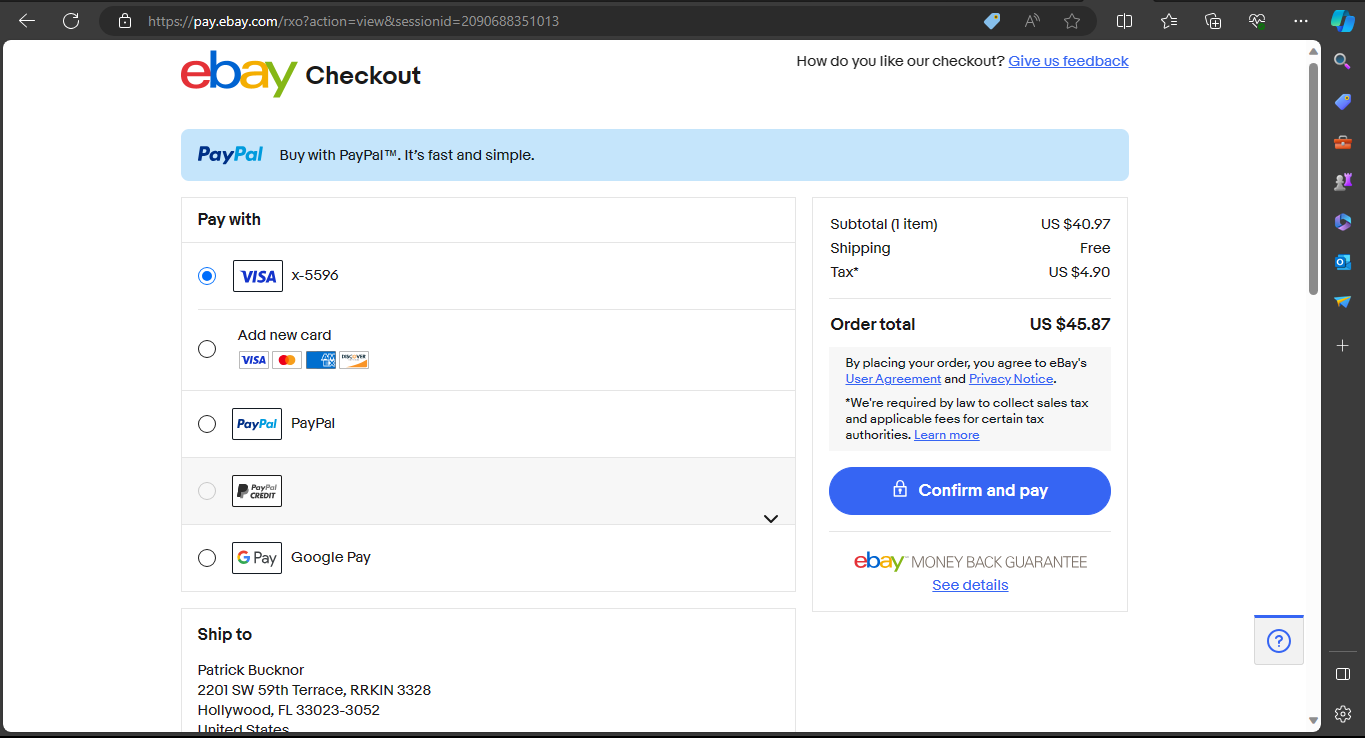 https://pay.ebay.com/rxo?action=view&sessionid=2090688351013
ebay Checkout
How do you like our checkout? Give us feedback
PayPal Buy with PayPal™. It's fast and simple.
Pay with
VISA x-5596
Add new card
VISA AMEX DISCOVER
PayPal PayPal
PayPal CREDIT
G Pay Google Pay
Ship to
Patrick Bucknor
2201 SW 59th Terrace, RRKIN 3328
Hollywood, FL 33023-3052
United States
Subtotal (1 item) US $40.97
Shipping Free
Tax* US $4.90
Order total US $45.87
By placing your order, you agree to eBay's
User Agreement and Privacy Notice.
*We're required by law to collect sales tax
and applicable fees for certain tax
authorities. Learn more
Confirm and pay
ebay™ MONEY BACK GUARANTEE
See details